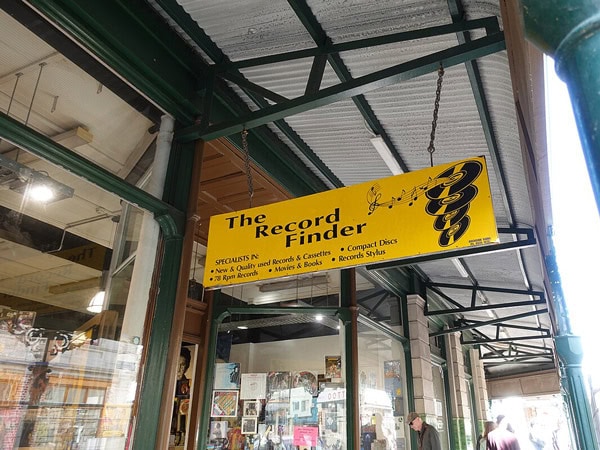 The
Record
Finder
SPECIALISTS IN:
• New & Quality used Records & Cassettes • Compact Discs
• 78 Rpm Records • Movies & Books • Records Stylus